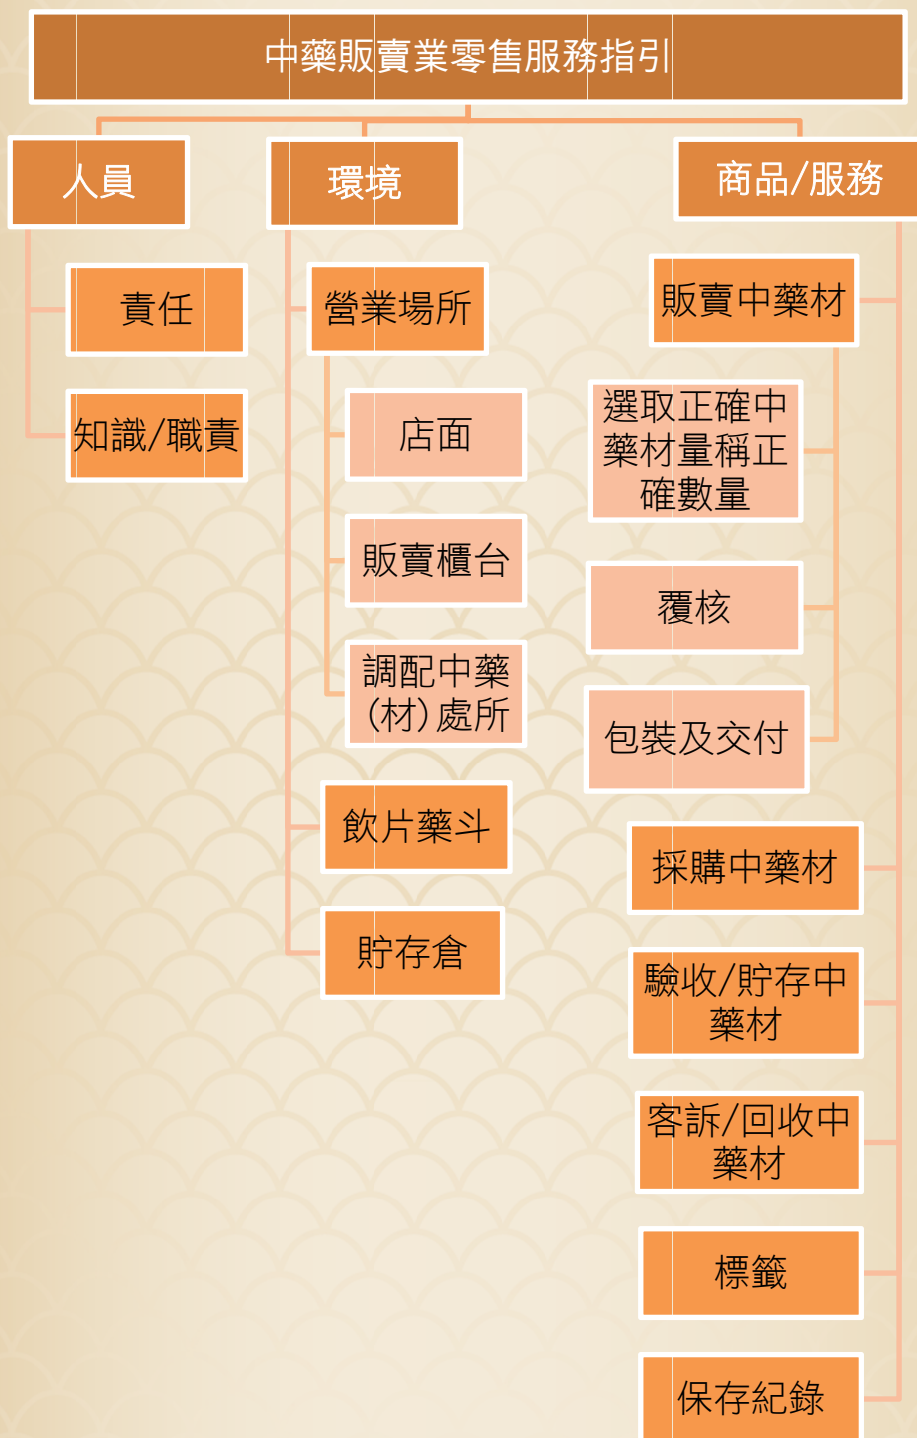 中藥販賣業零售服務指引
人員
責任
知識/職責
環境
營業場所
店面
販賣櫃台
調配中藥
(材)處所
飲片藥斗
貯存倉
商品/服務
販賣中藥材
選取正確中
藥材量稱正
確數量
覆核
包裝及交付
採購中藥材
驗收/貯存中
藥材
客訴/回收中
藥材
標籤
保存紀錄